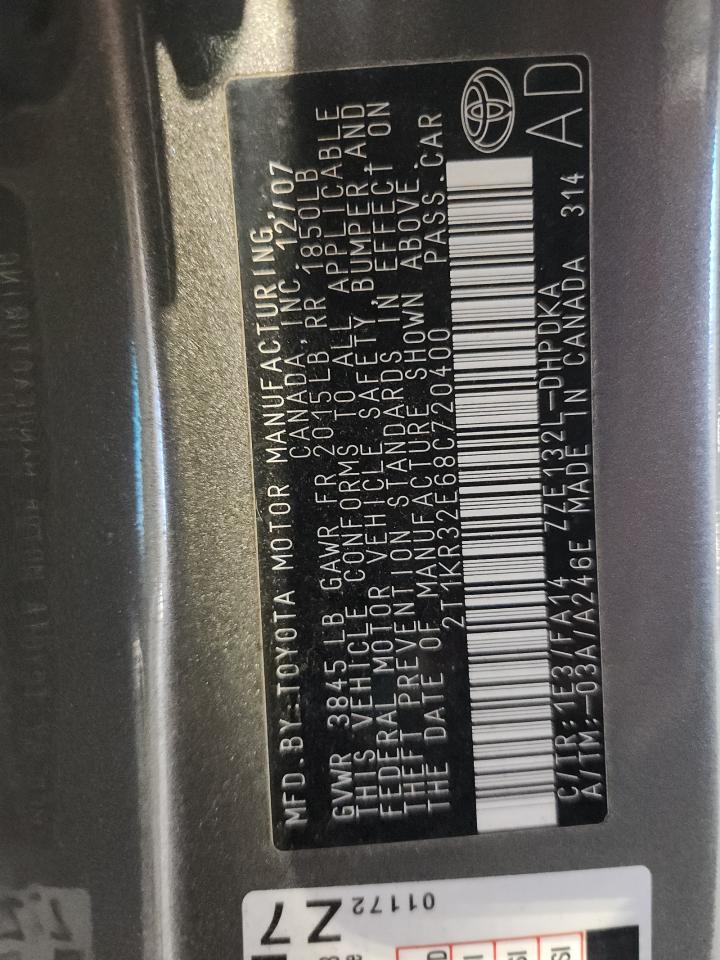 MFD.BY:TOYOTA MOTOR MANUFACTURING,
CANADA,INC. 12/07
GVWR 3845 LB GAWR FR 2015LB,RR 1850LB
THIS VEHICLE CONFORMS TO ALL APPLICABLE
FEDERAL MOTOR VEHICLE SAFETY, BUMPER,AND
THEFT PREVENTION STANDARDS IN EFFECT ON
THE DATE OF MANUFACTURE SHOWN ABOVE.
2T1KR32E68C720400 PASS.CAR
C/TR:1E3/FA14 ZZE132L-DHPDKA
A/TM:-03A/A246E MADE IN CANADA 314
AD
Z7
01172